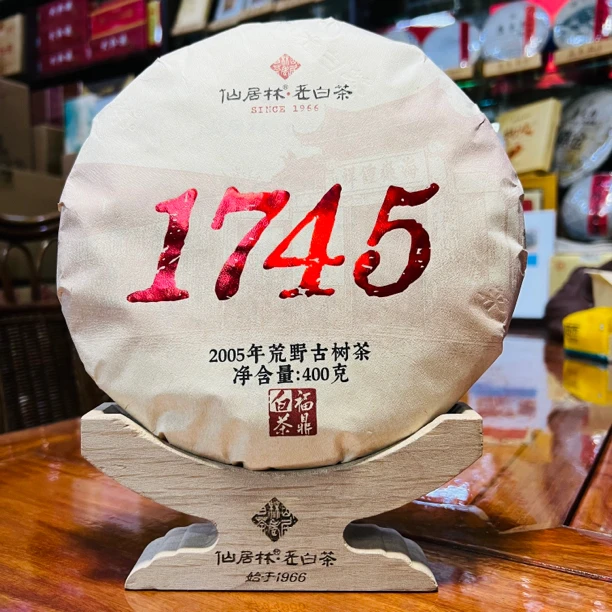 仙居林®·老白茶
SINCE 1966
1745
2005年荒野古树茶
净含量:400克
福鼎
白茶
仙居林®·老白茶
始于1966